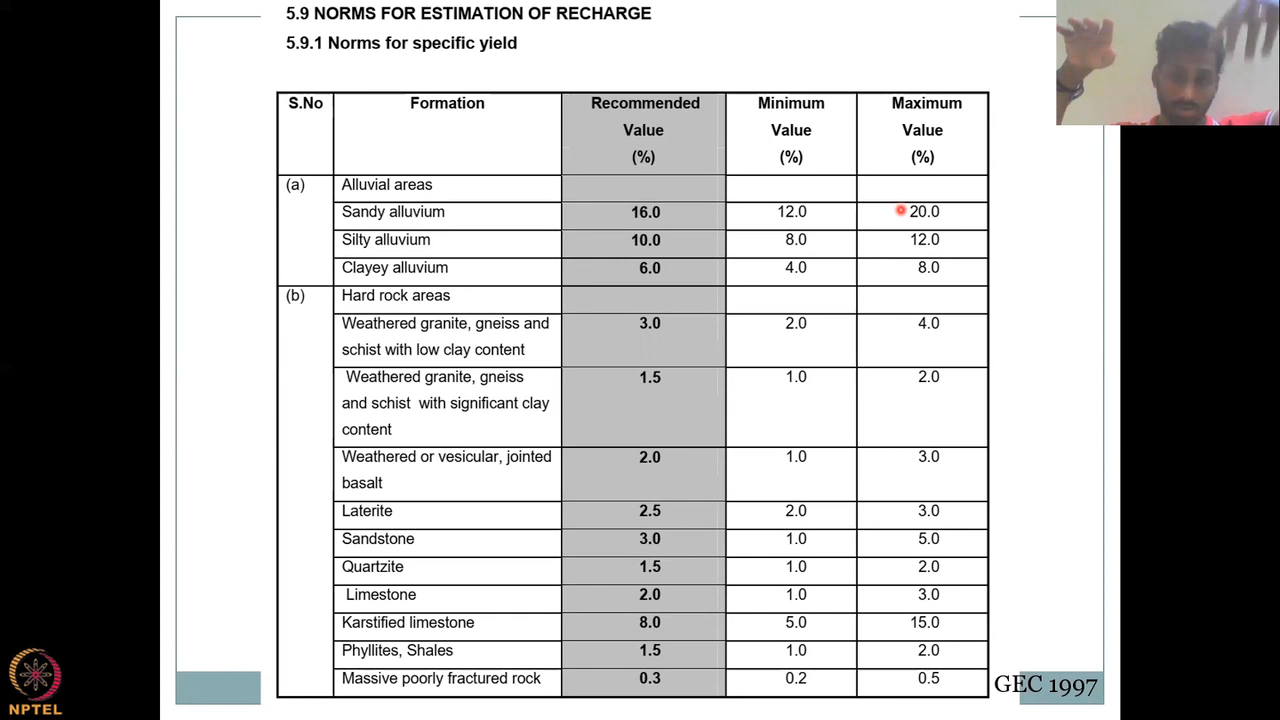 5.9 NORMS FOR ESTIMATION OF RECHARGE
5.9.1 Norms for specific yield
S.No Formation Recommended Value (%) Minimum Value (%) Maximum Value (%)
(a) Alluvial areas
Sandy alluvium 16.0 12.0 20.0
Silty alluvium 10.0 8.0 12.0
Clayey alluvium 6.0 4.0 8.0
(b) Hard rock areas
Weathered granite, gneiss and 3.0 2.0 4.0
schist with low clay content
Weathered granite, gneiss 1.5 1.0 2.0
and schist with significant clay
content
Weathered or vesicular, jointed 2.0 1.0 3.0
basalt
Laterite 2.5 2.0 3.0
Sandstone 3.0 1.0 5.0
Quartzite 1.5 1.0 2.0
Limestone 2.0 1.0 3.0
Karstified limestone 8.0 5.0 15.0
Phyllites, Shales 1.5 1.0 2.0
Massive poorly fractured rock 0.3 0.2 0.5
GEC 1997
NPTEL